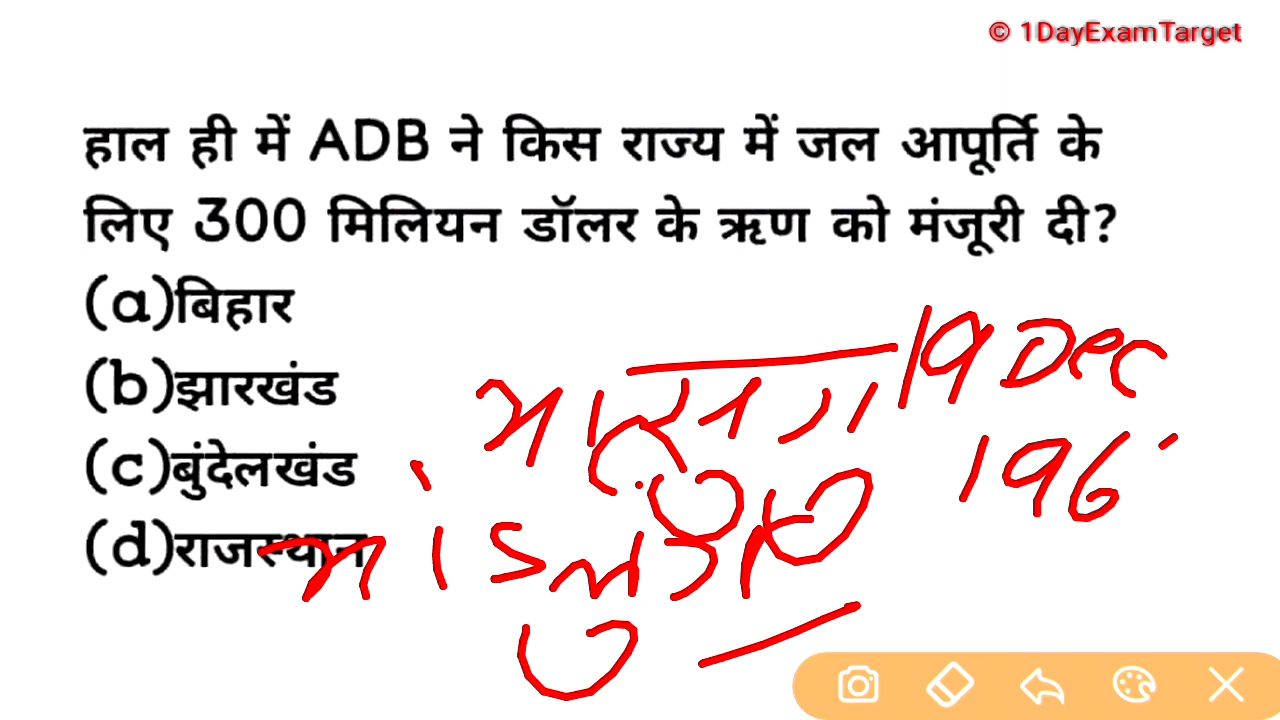 © 1DayExamTarget
हाल ही में ADB ने किस राज्य में जल आपूर्ति के
लिए 300 मिलियन डॉलर के ऋण को मंजूरी दी?
(a)बिहार
(b)झारखंड
(c)बुंदेलखंड
(d)राजस्थान
19 Dec
196